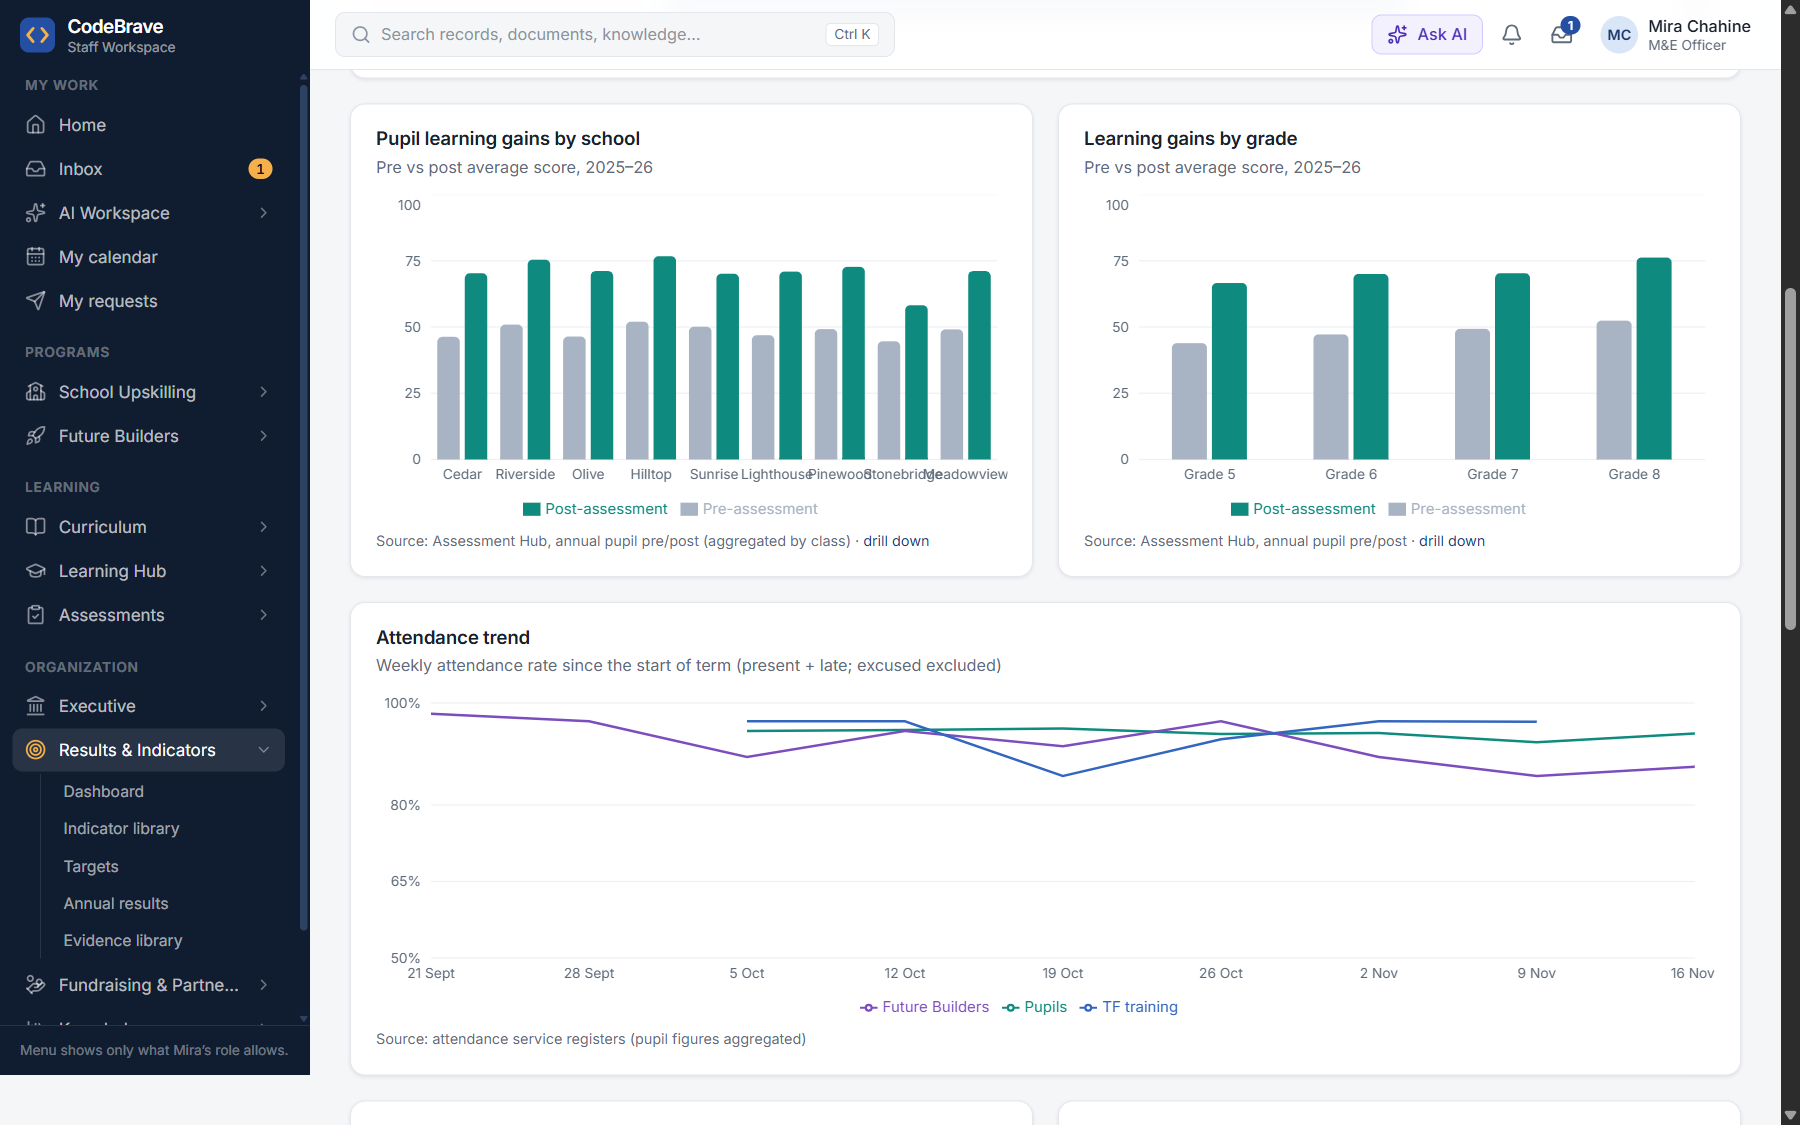 CodeBrave
Staff Workspace
MY WORK
Home
Inbox 1
AI Workspace
My calendar
My requests
PROGRAMS
School Upskilling
Future Builders
LEARNING
Curriculum
Learning Hub
Assessments
ORGANIZATION
Executive
Results & Indicators
Dashboard
Indicator library
Targets
Annual results
Evidence library
Fundraising & Partne...
Menu shows only what Mira's role allows.
Search records, documents, knowledge... Ctrl K
Ask AI
1
MC
Mira Chahine
M&E Officer
Pupil learning gains by school
Pre vs post average score, 2025–26
100
75
50
25
0
Cedar Riverside Olive Hilltop Sunrise Lighthouse Pinewood Stonebridge Meadowview
Post-assessment Pre-assessment
Source: Assessment Hub, annual pupil pre/post (aggregated by class) · drill down
Learning gains by grade
Pre vs post average score, 2025–26
100
75
50
25
0
Grade 5 Grade 6 Grade 7 Grade 8
Post-assessment Pre-assessment
Source: Assessment Hub, annual pupil pre/post · drill down
Attendance trend
Weekly attendance rate since the start of term (present + late; excused excluded)
100%
80%
65%
50%
21 Sept 28 Sept 5 Oct 12 Oct 19 Oct 26 Oct 2 Nov 9 Nov 16 Nov
Future Builders Pupils TF training
Source: attendance service registers (pupil figures aggregated)